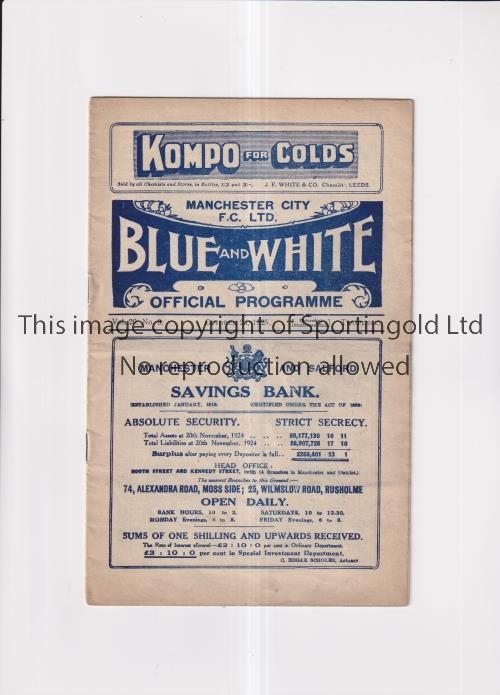 KOMPO FOR COLDS
Sold by all Chemists and Stores, in Bottles, 1/3 and J. F. WHITE & CO. Chemists, LEEDS.
MANCHESTER CITY
F.C. LTD.
BLUE AND WHITE
OFFICIAL PROGRAMME
This image copyright of Sportingold Ltd
MANCHESTER AND SALFORD
No reproduction allowed
SAVINGS BANK.
(ESTABLISHED JANUARY, 1818. CERTIFIED UNDER THE ACT OF 1863)
ABSOLUTE SECURITY. STRICT SECRECY.
Total Assets at 20th November, 1924 .. .. .. £9,177,130 10 11
Total Liabilities at 20th November, 1924 .. .. £8,907,728 17 10
Surplus after paying every Depositor in full.. £269,401 13 1
HEAD OFFICE:
BOOTH STREET AND KENNEDY STREET, (with 14 Branches in Manchester and District.)
The nearest Branches to this Ground :—
74, ALEXANDRA ROAD, MOSS SIDE; 25, WILMSLOW ROAD, RUSHOLME
OPEN DAILY.
BANK HOURS, 10 to 3. SATURDAYS, 10 to 12-30.
MONDAY Evenings, 6 to 8. FRIDAY Evenings, 6 to 8.
SUMS OF ONE SHILLING AND UPWARDS RECEIVED.
The Rate of Interest allowed—£2 : 10 : 0 per cent in Ordinary Department.
£3 : 10 : 0 per cent in Special Investment Department.
C. EDGAR SCHOLES, Actuary.